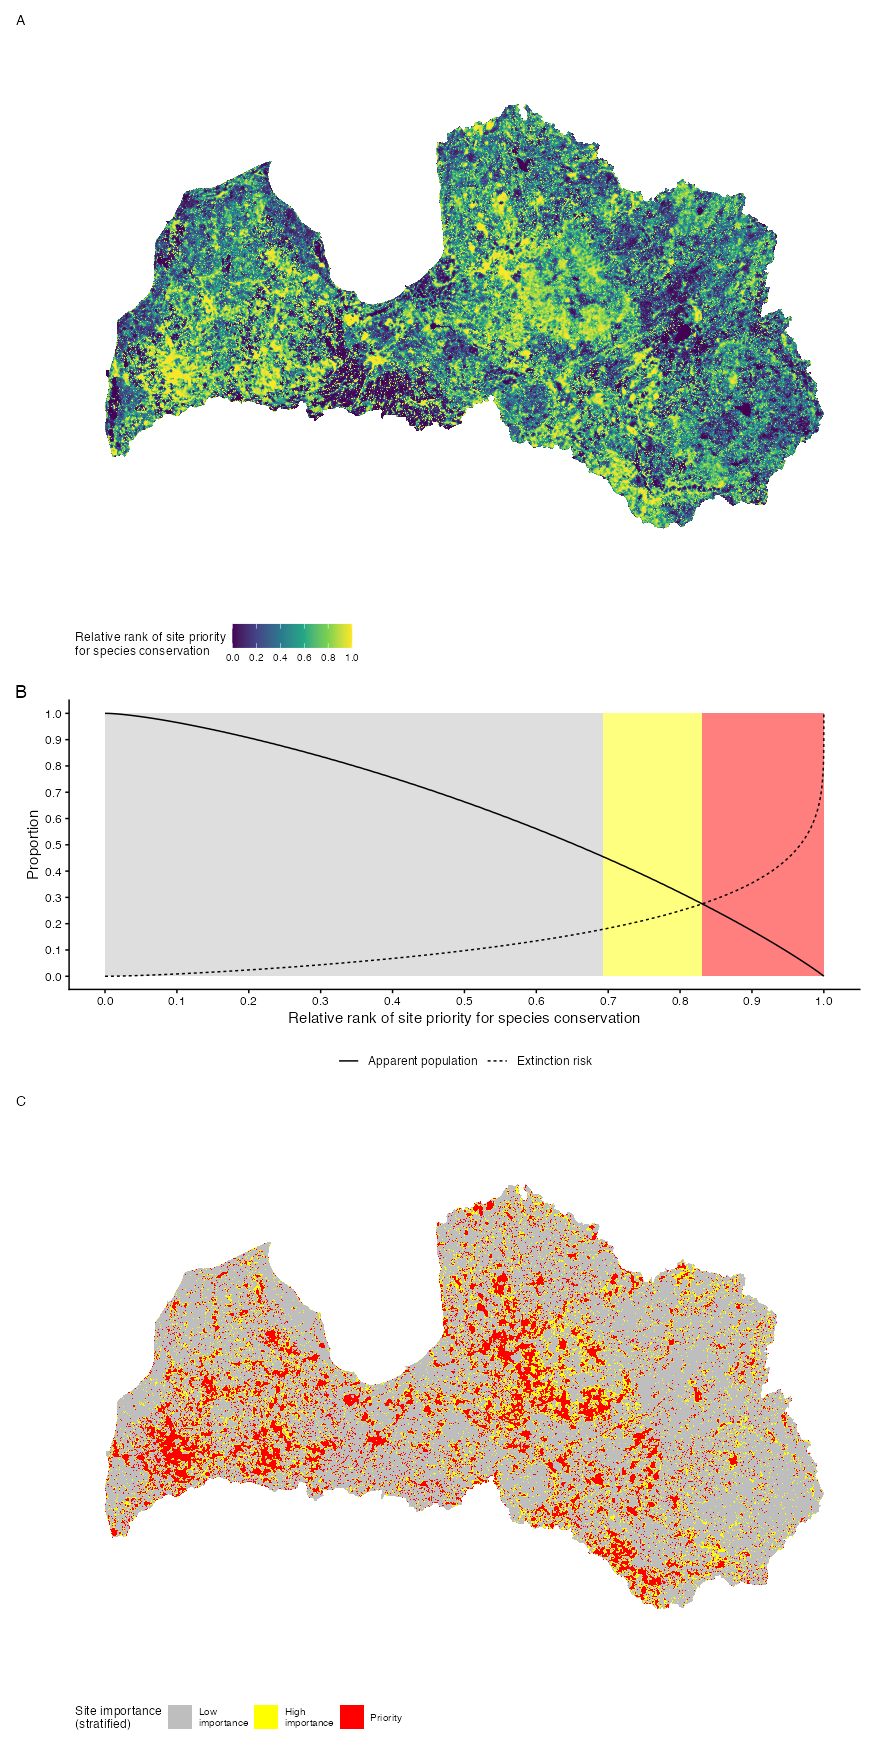 A
Relative rank of site priority
for species conservation
0.0 0.2 0.4 0.6 0.8 1.0
B
Proportion
1.0
0.9
0.8
0.7
0.6
0.5
0.4
0.3
0.2
0.1
0.0
0.0 0.1 0.2 0.3 0.4 0.5 0.6 0.7 0.8 0.9 1.0
Relative rank of site priority for species conservation
Apparent population Extinction risk
C
Site importance
(stratified)
Low
importance
High
importance
Priority